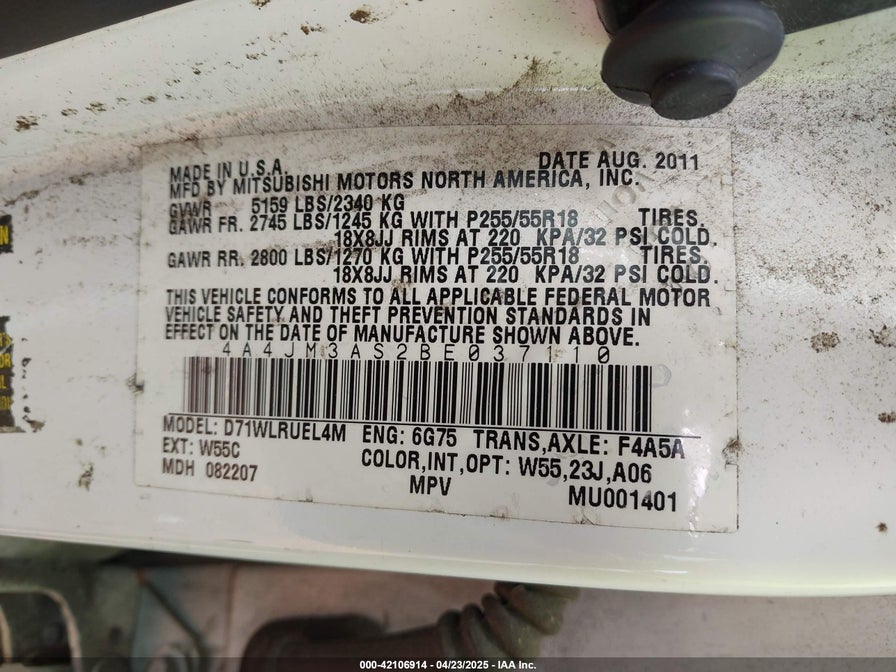 MADE IN U.S.A. DATE AUG. 2011
MFD BY MITSUBISHI MOTORS NORTH AMERICA, INC.
GVWR 5159 LBS/2340 KG
GAWR FR. 2745 LBS/1245 KG WITH P255/55R18 TIRES.
18X8JJ RIMS AT 220 KPA/32 PSI COLD.
GAWR RR. 2800 LBS/1270 KG WITH P255/55R18 TIRES.
18X8JJ RIMS AT 220 KPA/32 PSI COLD.
THIS VEHICLE CONFORMS TO ALL APPLICABLE FEDERAL MOTOR
VEHICLE SAFETY AND THEFT PREVENTION STANDARDS IN
EFFECT ON THE DATE OF MANUFACTURE SHOWN ABOVE.
4A4JM3AS2BE037110
MODEL: D71WLRUEL4M ENG: 6G75 TRANS,AXLE: F4A5A
EXT: W55C COLOR,INT,OPT: W55,23J,A06
MDH 082207 MPV MU001401
000-42106914 - 04/23/2025 - IAA Inc.